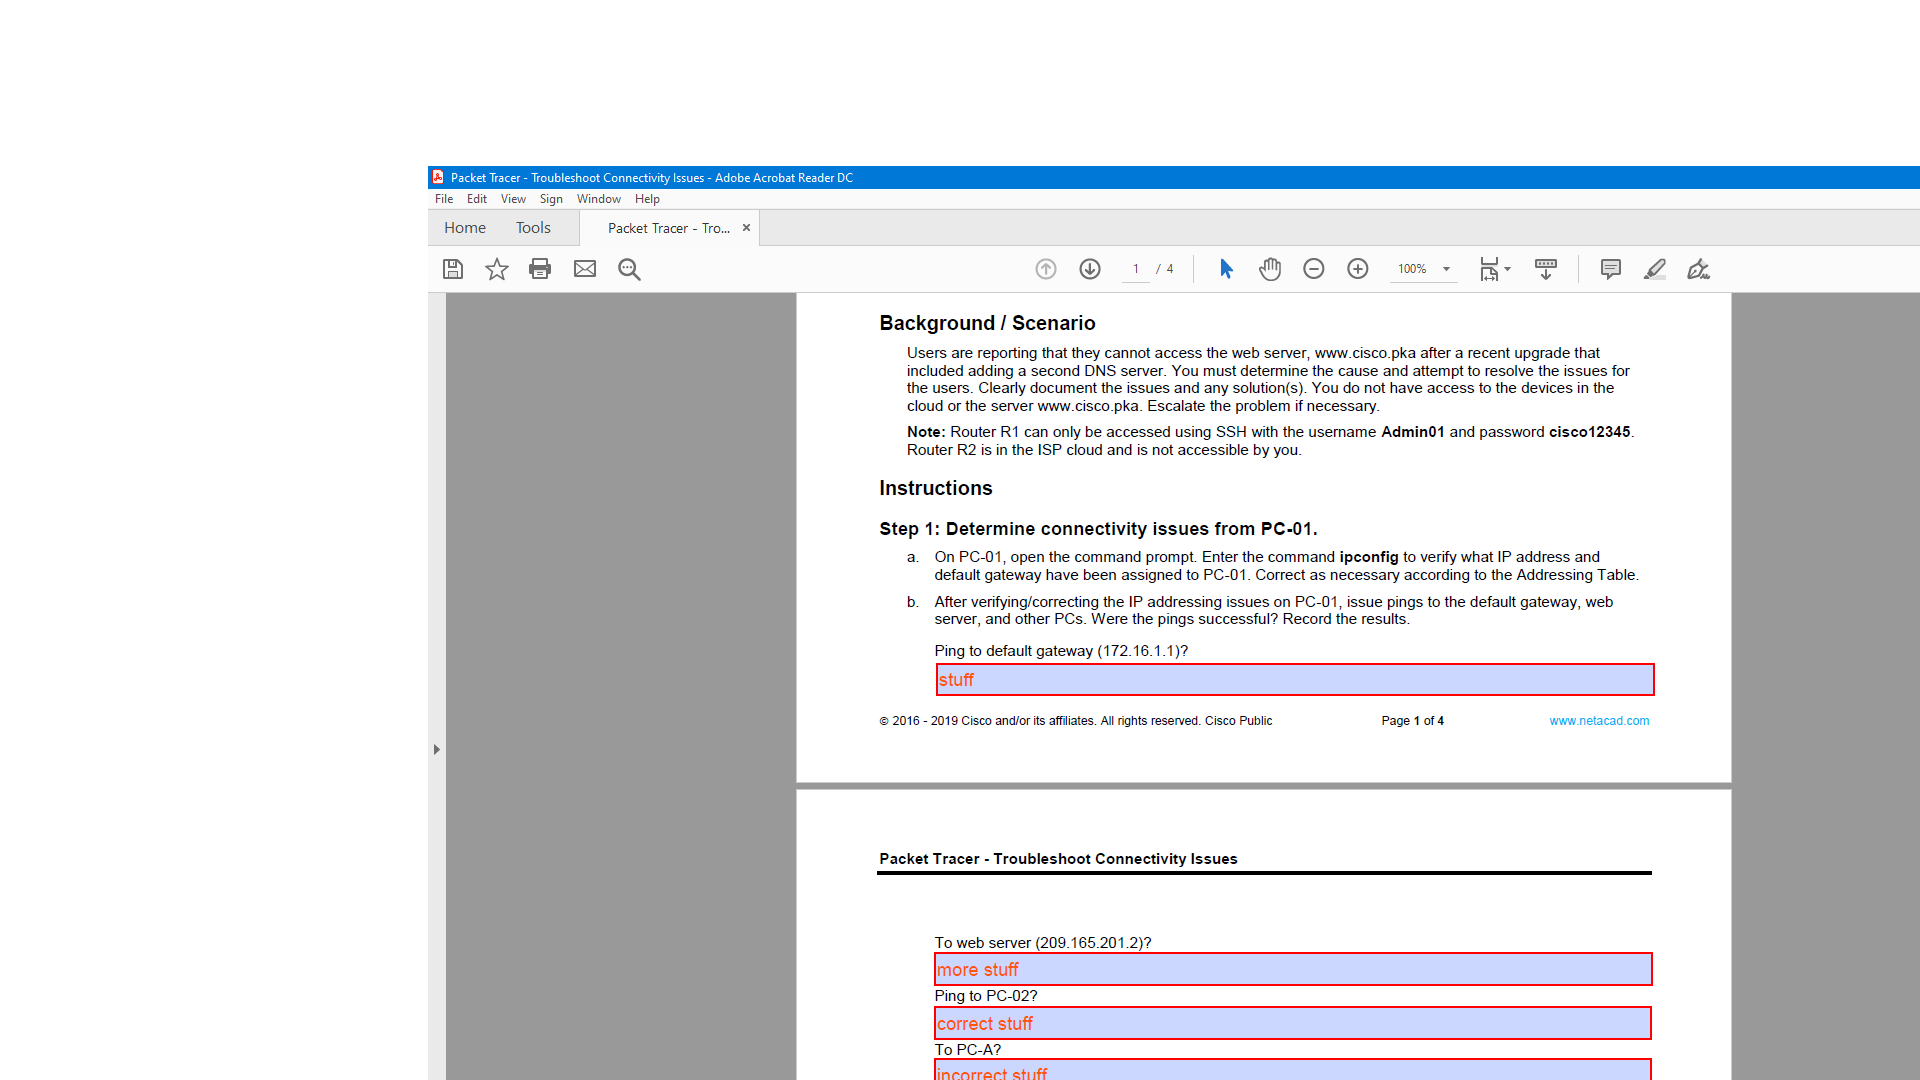 Packet Tracer - Troubleshoot Connectivity Issues - Adobe Acrobat Reader DC
File Edit View Sign Window Help
Home Tools Packet Tracer - Tro... ×
1 / 4 100%
Background / Scenario
Users are reporting that they cannot access the web server, www.cisco.pka after a recent upgrade that
included adding a second DNS server. You must determine the cause and attempt to resolve the issues for
the users. Clearly document the issues and any solution(s). You do not have access to the devices in the
cloud or the server www.cisco.pka. Escalate the problem if necessary.
Note: Router R1 can only be accessed using SSH with the username Admin01 and password cisco12345.
Router R2 is in the ISP cloud and is not accessible by you.
Instructions
Step 1: Determine connectivity issues from PC-01.
a. On PC-01, open the command prompt. Enter the command ipconfig to verify what IP address and
default gateway have been assigned to PC-01. Correct as necessary according to the Addressing Table.
b. After verifying/correcting the IP addressing issues on PC-01, issue pings to the default gateway, web
server, and other PCs. Were the pings successful? Record the results.
Ping to default gateway (172.16.1.1)?
stuff
© 2016 - 2019 Cisco and/or its affiliates. All rights reserved. Cisco Public Page 1 of 4 www.netacad.com
Packet Tracer - Troubleshoot Connectivity Issues
To web server (209.165.201.2)?
more stuff
Ping to PC-02?
correct stuff
To PC-A?
incorrect stuff